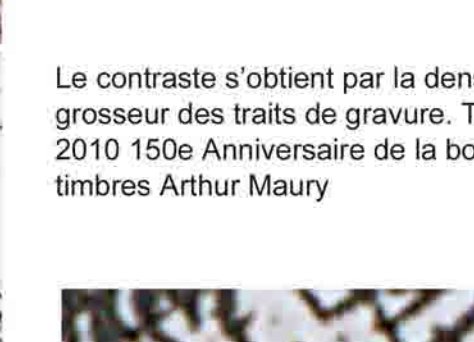 Le contraste s'obtient par la
grosseur des traits de gravure.
2010 150e Anniversaire de la
timbres Arthur Maury